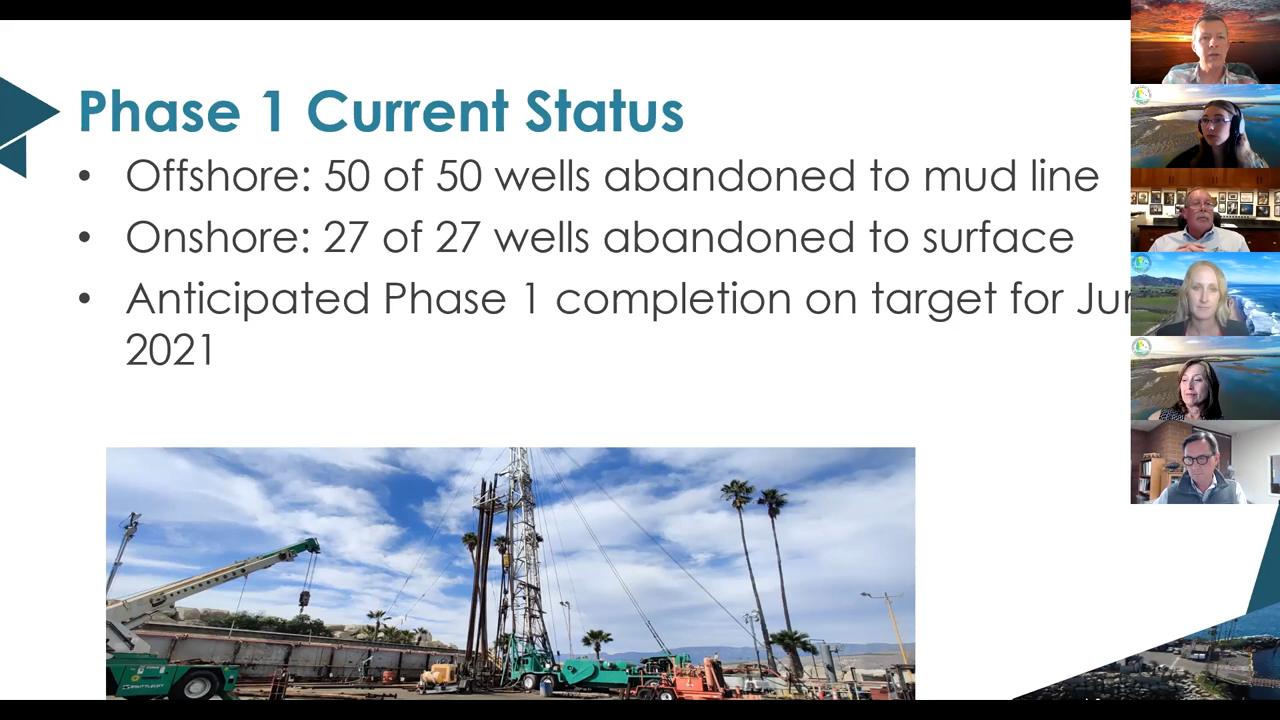 Phase 1 Current Status
• Offshore: 50 of 50 wells abandoned to mud line
• Onshore: 27 of 27 wells abandoned to surface
• Anticipated Phase 1 completion on target for
2021